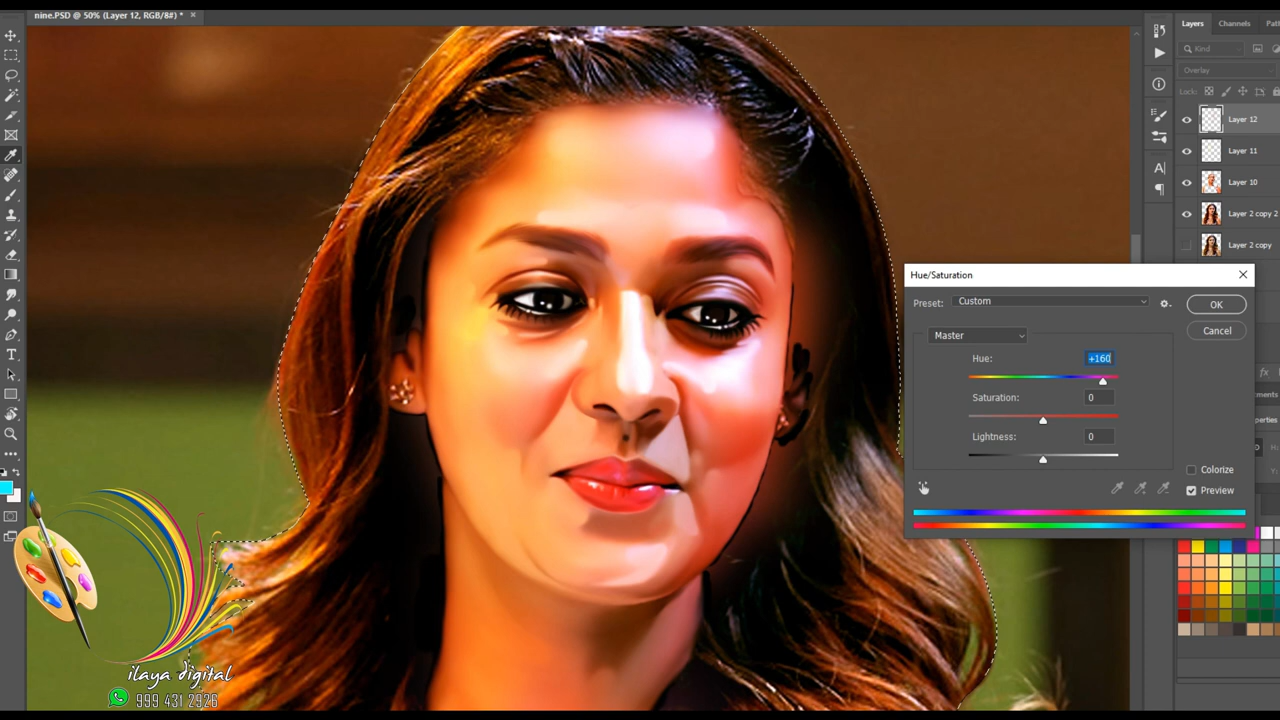 nine.PSD @ 50% (Layer 12, RGB/8#) *
Layers
Channels
Kind
Overlay
Lock:
Layer 12
Layer 11
Layer 10
Layer 2 copy 2
Layer 2 copy
Hue/Saturation
Preset:
Custom
OK
Cancel
Master
Hue:
+160
Saturation:
0
Lightness:
0
Colorize
Preview
fx
ilaya digital
999 431 2926